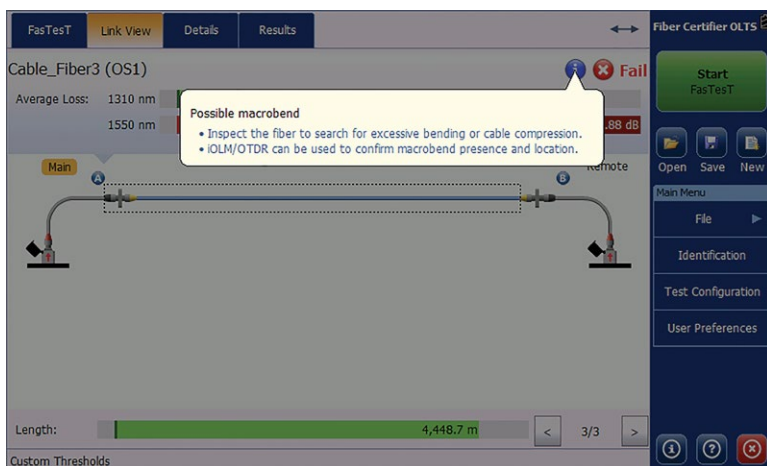 FasTesT
Link View
Details
Results
Fiber Certifier OLTS
Cable_Fiber3 (OS1)
Fail
Start
FasTesT
Average Loss: 1310 nm
1550 nm
.88 dB
Possible macrobend
• Inspect the fiber to search for excessive bending or cable compression.
• iOLM/OTDR can be used to confirm macrobend presence and location.
Open Save New
Main
A
B
Main Menu
File
Identification
Test Configuration
User Preferences
Length: 4,448.7 m
< 3/3 >
Custom Thresholds